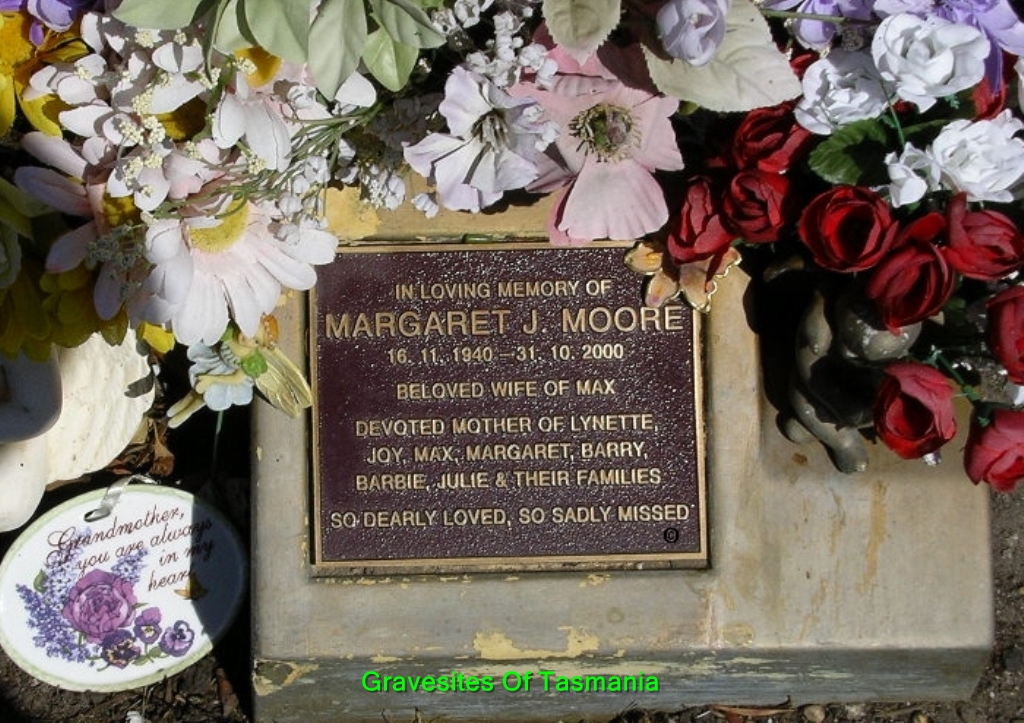 IN LOVING MEMORY OF
MARGARET J. MOORE
16. 11. 1940 – 31. 10. 2000
BELOVED WIFE OF MAX
DEVOTED MOTHER OF LYNETTE,
JOY, MAX, MARGARET, BARRY,
BARBIE, JULIE & THEIR FAMILIES
SO DEARLY LOVED, SO SADLY MISSED
©
Grandmother,
you are always
in my
heart
Gravesites Of Tasmania